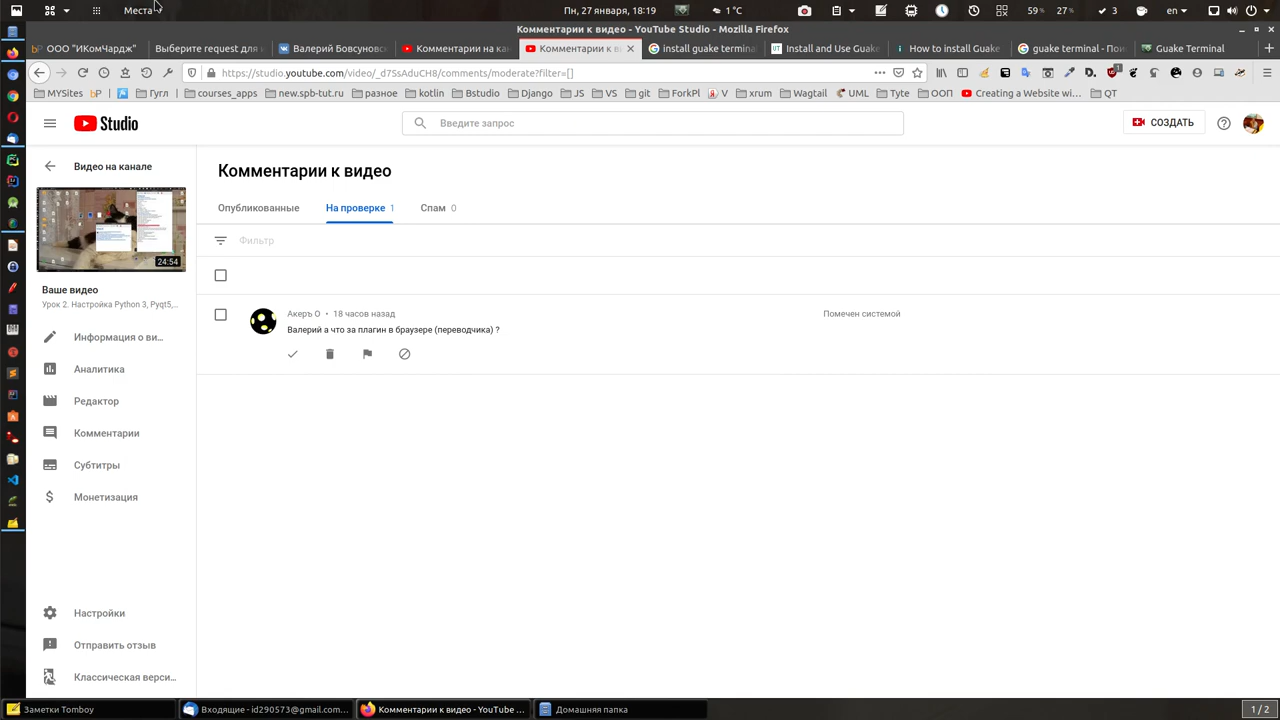 Места
Пн, 27 января, 18:19
1 °C
59 %
27 %
3
en
Комментарии к видео - YouTube Studio - Mozilla Firefox
ООО "ИКомЧардж"
Выберите request для
Валерий Бовсуновс
Комментарии на кан
Комментарии к в
install guake termina
Install and Use Guake
How to install Guake
guake terminal - Пои
Guake Terminal
https://studio.youtube.com/video/_d7SsAduCH8/comments/moderate?filter=[]
MYSites
Гугл
courses_apps
new.spb-tut.ru
разное
kotlin
Bstudio
Django
JS
VS
git
ForkPl
V
xrum
Wagtail
UML
Tyte
ООП
Creating a Website wi…
QT
Studio
Введите запрос
СОЗДАТЬ
Видео на канале
24:54
Ваше видео
Урок 2. Настройка Python 3, Pyqt5,…
Информация о ви…
Аналитика
Редактор
Комментарии
Субтитры
Монетизация
Настройки
Отправить отзыв
Классическая верси…
Комментарии к видео
Опубликованные
На проверке 1
Спам 0
Фильтр
Акеръ О • 18 часов назад
Помечен системой
Валерий а что за плагин в браузере (переводчика) ?
Заметки Tomboy
Входящие - id290573@gmail.com…
Комментарии к видео - YouTube …
Домашняя папка
1 / 2